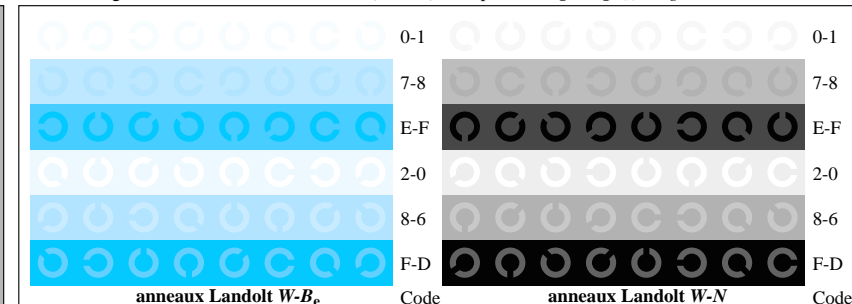 0-1 0-1
7-8 7-8
E-F E-F
2-0 2-0
8-6 8-6
F-D F-D
anneaux Landolt W-Be Code anneaux Landolt W-N Code